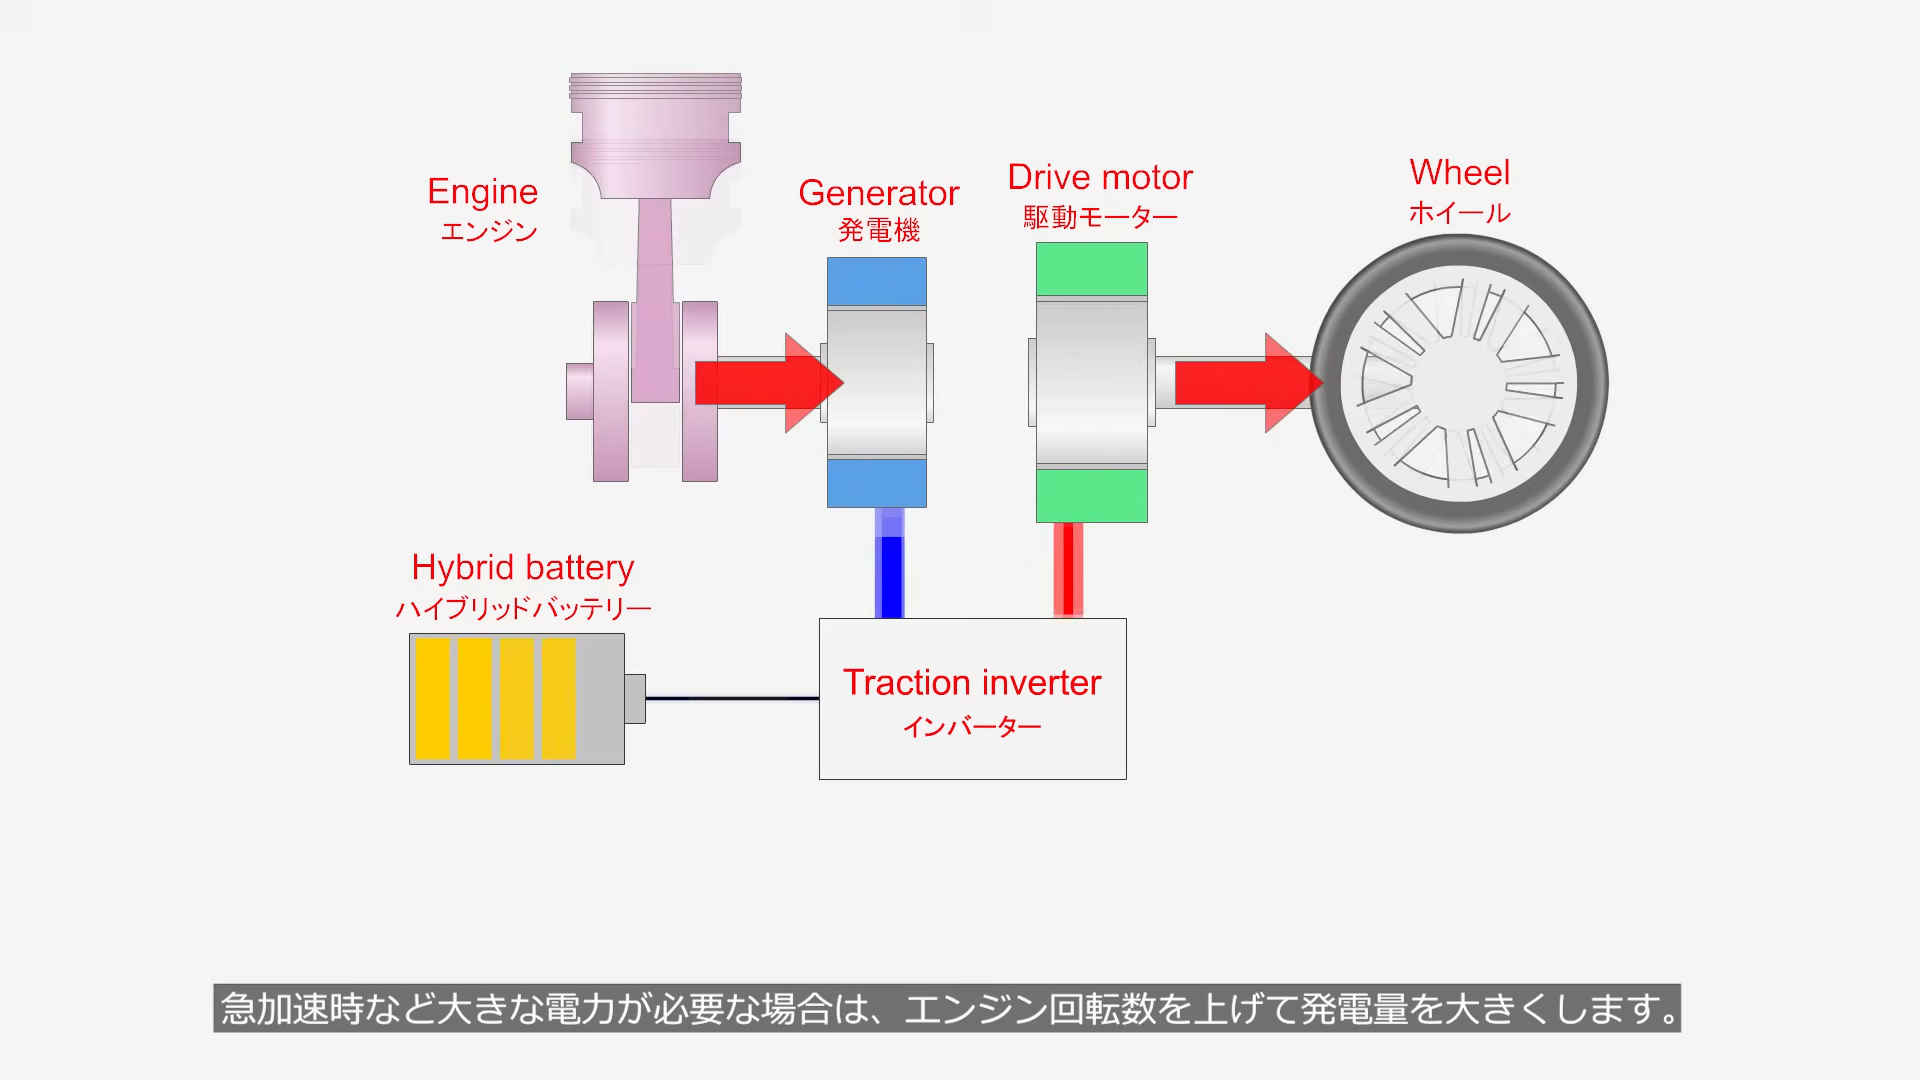 Engine
エンジン
Generator
発電機
Drive motor
駆動モーター
Wheel
ホイール
Hybrid battery
ハイブリッドバッテリー
Traction inverter
インバーター
急加速時など大きな電力が必要な場合は、エンジン回転数を上げて発電量を大きくします。